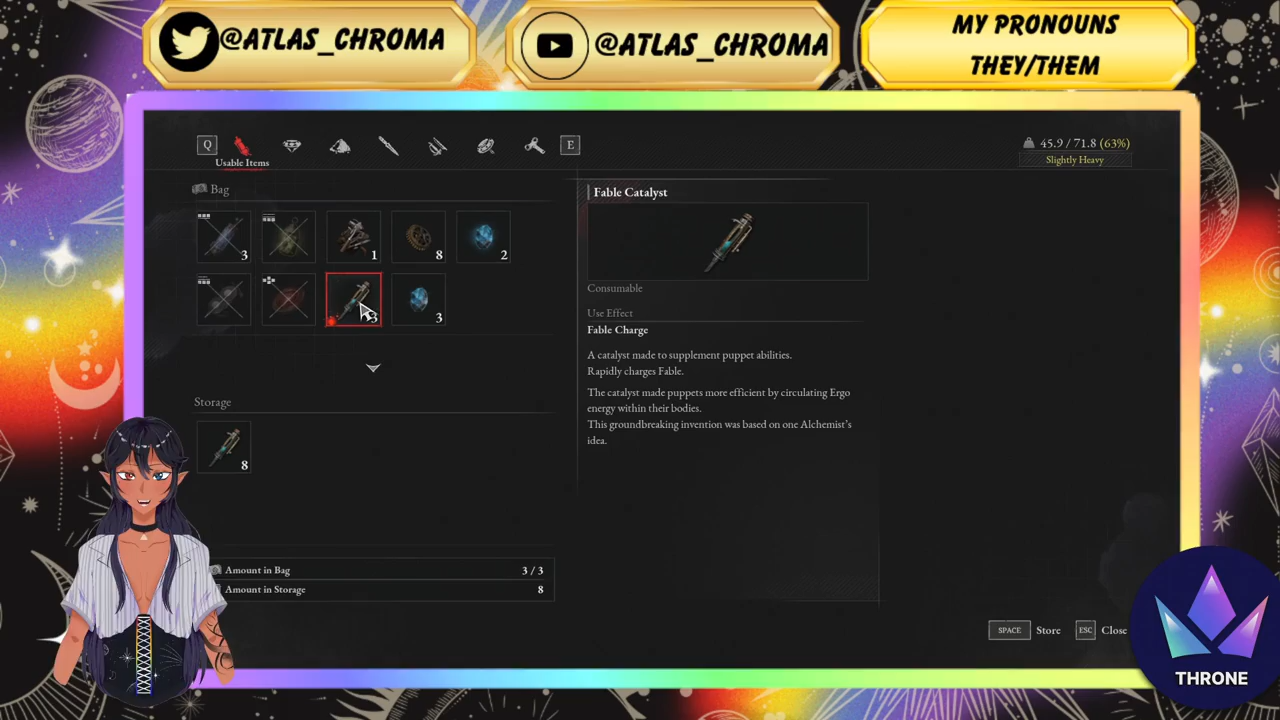 @ATLAS_CHROMA
@ATLAS_CHROMA
MY PRONOUNS
THEY/THEM
Q
E
Usable Items
45.9 / 71.8 (63%)
Slightly Heavy
Bag
3
1
8
2
3
3
Storage
8
Amount in Bag 3 / 3
Amount in Storage 8
Fable Catalyst
Consumable
Use Effect
Fable Charge
A catalyst made to supplement puppet abilities.
Rapidly charges Fable.
The catalyst made puppets more efficient by circulating Ergo
energy within their bodies.
This groundbreaking invention was based on one Alchemist's
idea.
SPACE Store ESC Close
THRONE